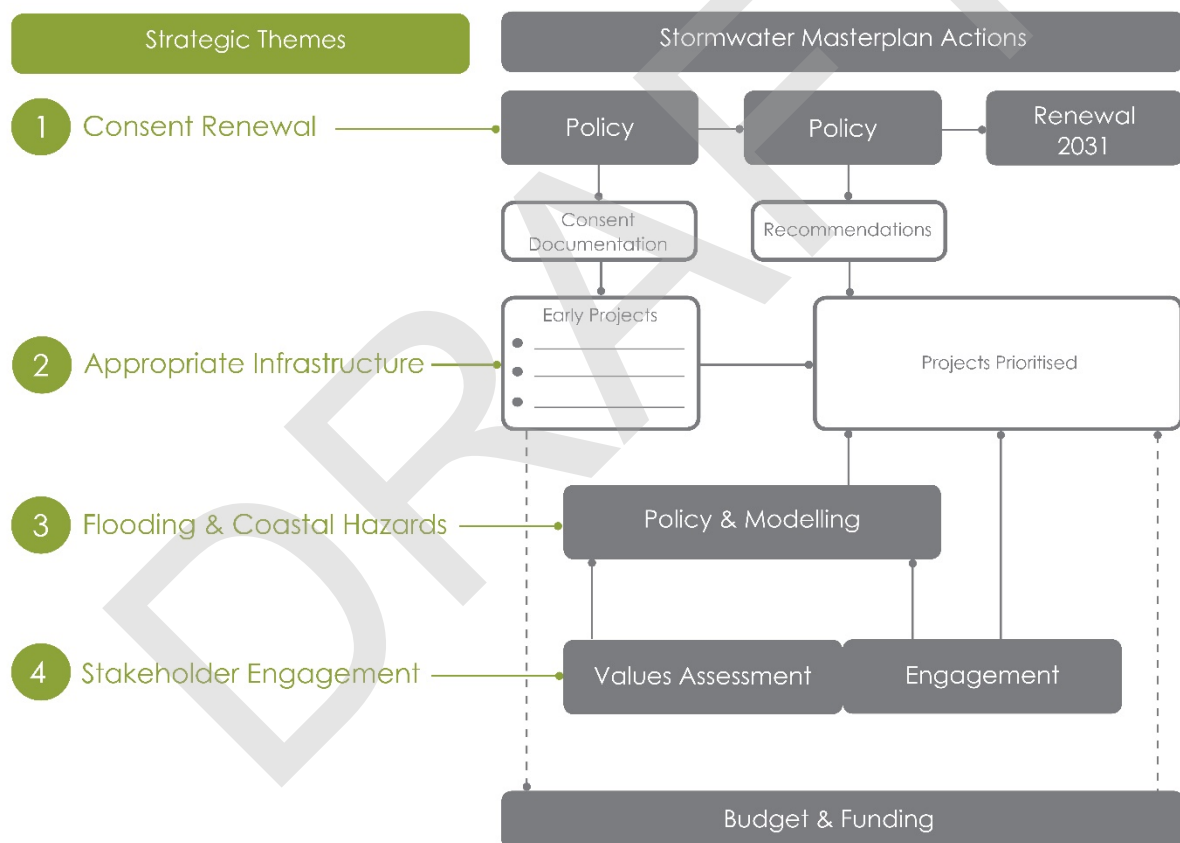 Strategic Themes
Stormwater Masterplan Actions
1 Consent Renewal
Policy
Policy
Renewal
2031
Consent
Documentation
Recommendations
2 Appropriate Infrastructure
Early Projects
Projects Prioritised
3 Flooding & Coastal Hazards
Policy & Modelling
4 Stakeholder Engagement
Values Assessment
Engagement
Budget & Funding
DRAFT